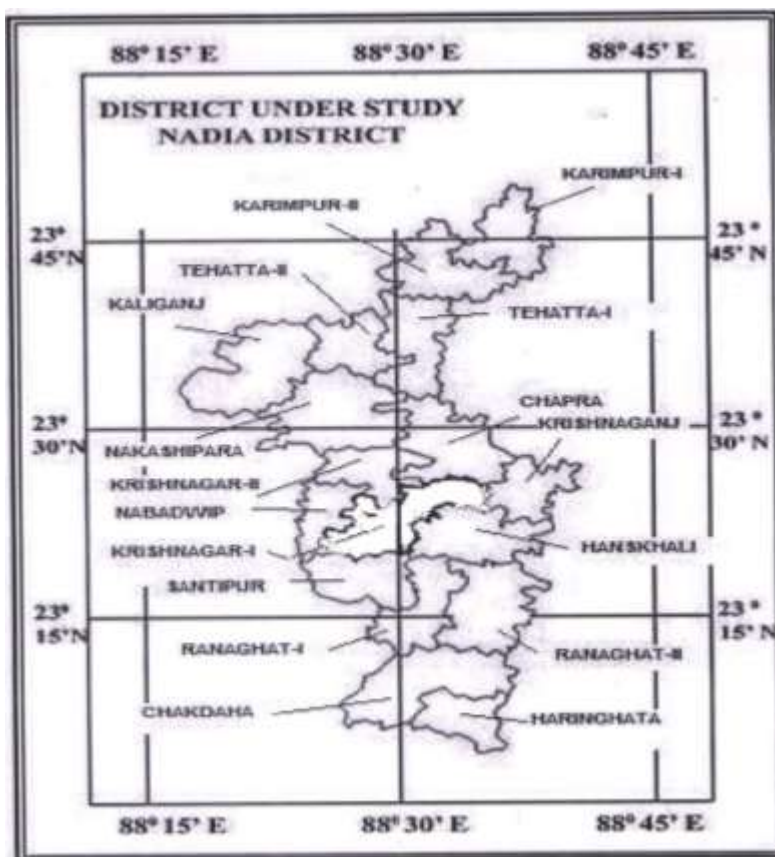 88° 15' E 88° 30' E 88° 45' E
DISTRICT UNDER STUDY
NADIA DISTRICT
KARIMPUR-I
KARIMPUR-II
23°
45'N
23°
45'N
TEHATTA-II
KALIGANJ
TEHATTA-I
CHAPRA
23°
30'N
KRISHNAGANJ
23°
30'N
NAKASHIPARA
KRISHNAGAR-II
NABADWIP
KRISHNAGAR-I
HANSKHALI
SANTIPUR
23°
15'N
23°
15'N
RANAGHAT-I
RANAGHAT-II
CHAKDAHA
HARINGHATA
88° 15' E 88° 30' E 88° 45' E